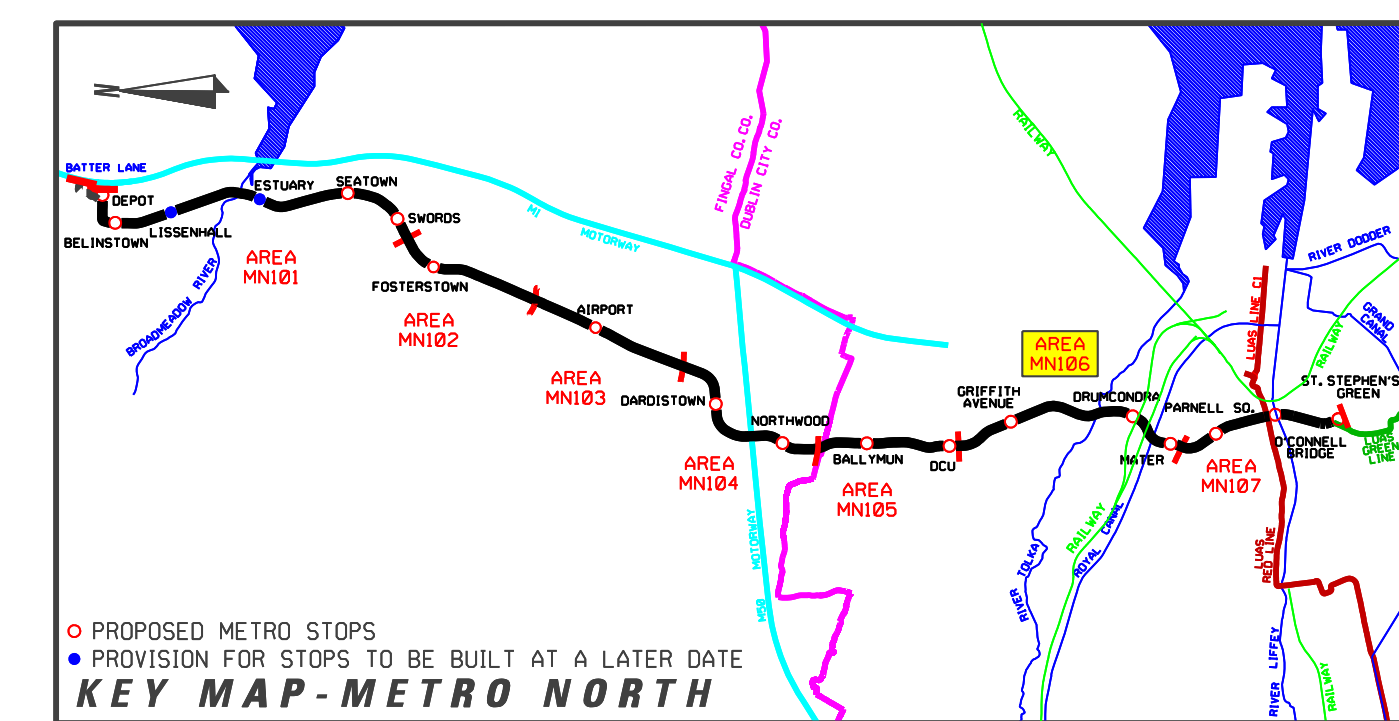 N
BATTER LANE
DEPOT
BELINSTOWN
LISSENHALL
ESTUARY
SEATOWN
SWORDS
BROADMEADOW RIVER
AREA
MN101
FOSTERSTOWN
AREA
MN102
M1
MOTORWAY
AIRPORT
AREA
MN103
FINGAL CO. CO.
DUBLIN CITY CO.
DARDISTOWN
NORTHWOOD
AREA
MN104
MOTORWAY
M50
BALLYMUN
AREA
MN105
DCU
GRIFFITH
AVENUE
AREA
MN106
RAILWAY
DRUMCONDRA
MATER
PARNELL SQ.
AREA
MN107
RIVER TOLKA
RAILWAY
ROYAL CANAL
LUAS LINE C1
RIVER DODDER
GRAND
CANAL
RAILWAY
ST. STEPHEN'S
GREEN
O'CONNELL
BRIDGE
LUAS
GREEN
LINE
LUAS
RED LINE
RIVER LIFFEY
RAILWAY
PROPOSED METRO STOPS
PROVISION FOR STOPS TO BE BUILT AT A LATER DATE
KEY MAP-METRO NORTH